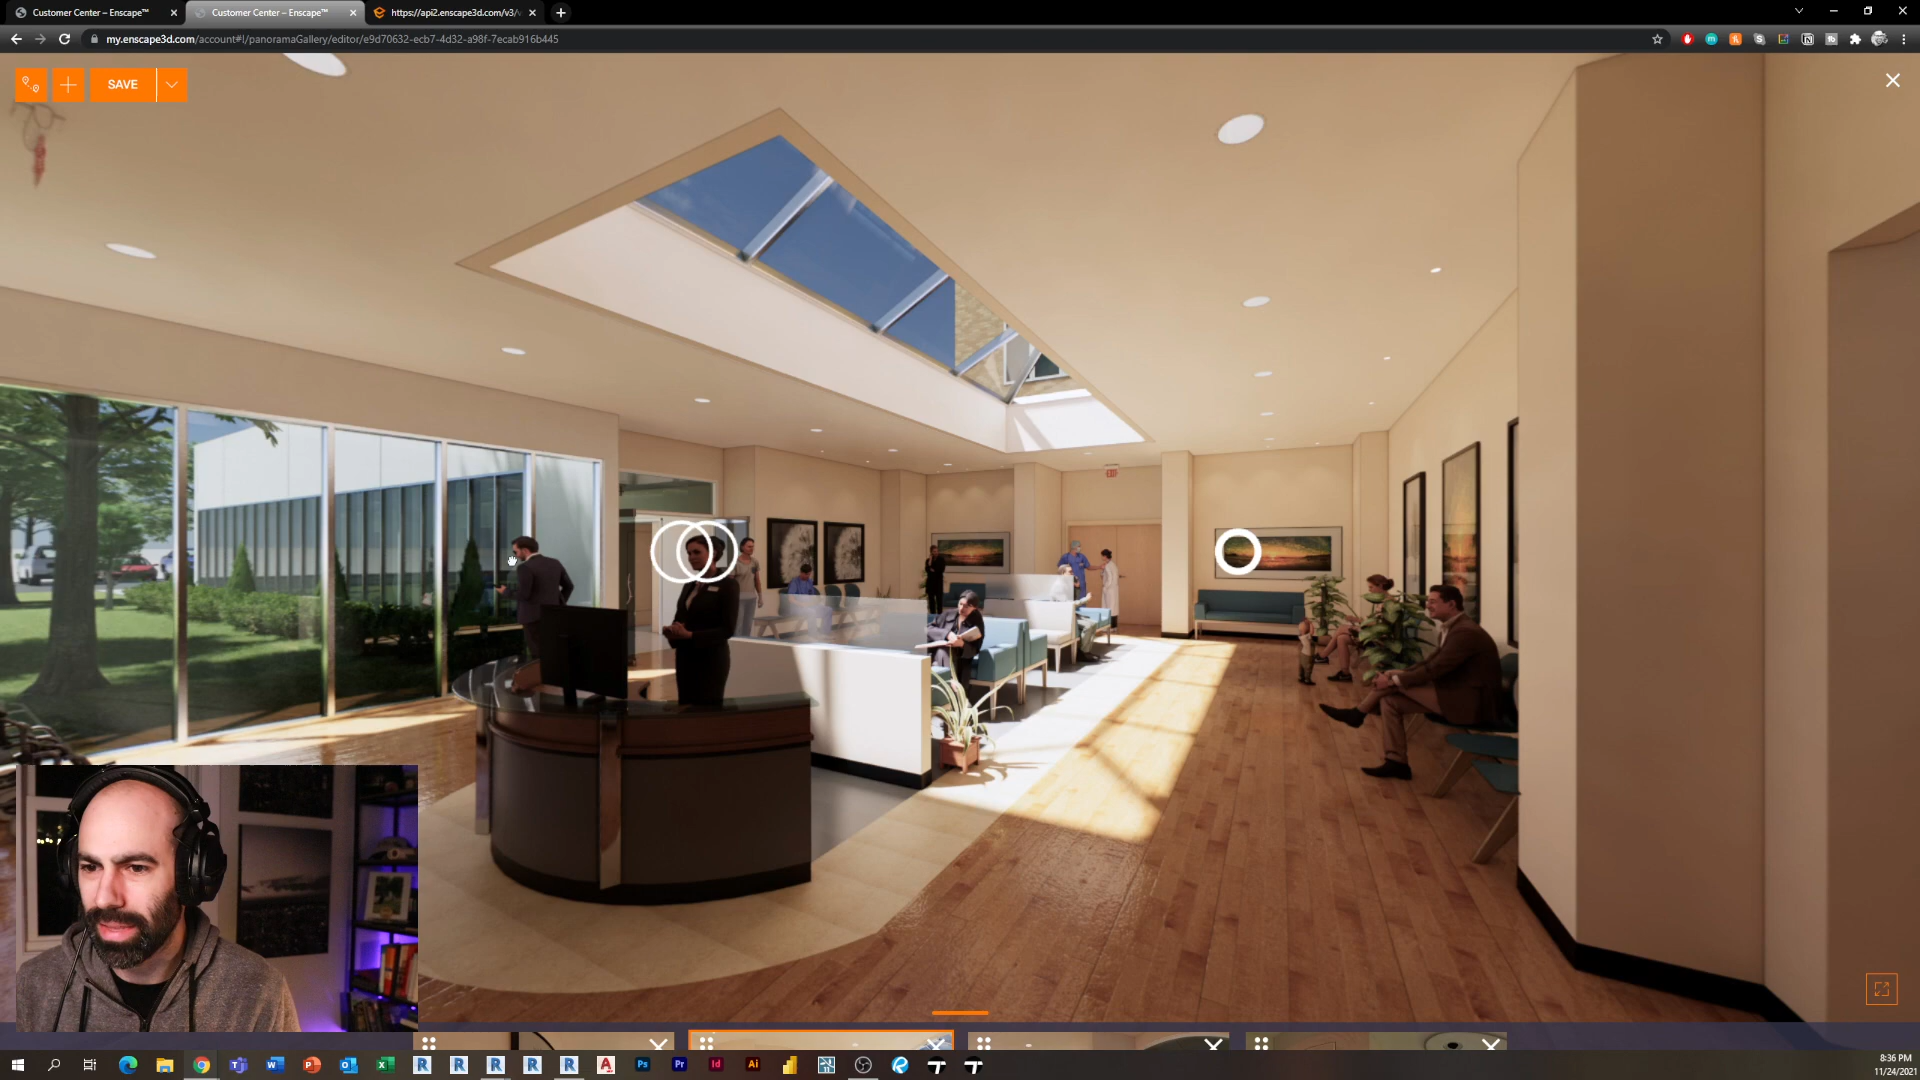 Customer Center – Enscape™
Customer Center – Enscape™
https://api2.enscape3d.com/v3/
my.enscape3d.com/account#!/panoramaGallery/editor/e9d70632-ecb7-4d32-a98f-7ecab916b445
SAVE
8:36 PM
11/24/2021